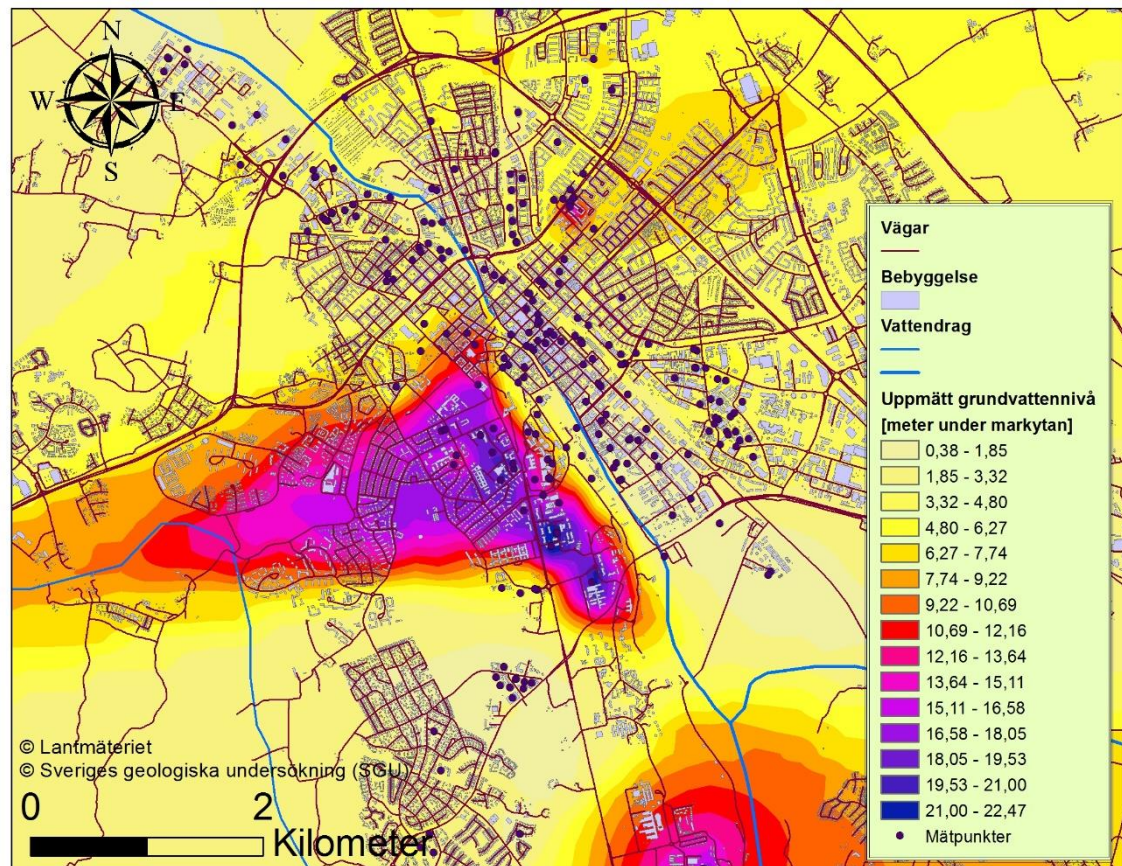 N
W
E
S
Vägar
Bebyggelse
Vattendrag
Uppmätt grundvattennivå
[meter under markytan]
0,38 - 1,85
1,85 - 3,32
3,32 - 4,80
4,80 - 6,27
6,27 - 7,74
7,74 - 9,22
9,22 - 10,69
10,69 - 12,16
12,16 - 13,64
13,64 - 15,11
15,11 - 16,58
16,58 - 18,05
18,05 - 19,53
19,53 - 21,00
21,00 - 22,47
Mätpunkter
© Lantmäteriet
© Sveriges geologiska undersökning (SGU)
0 2
Kilometer